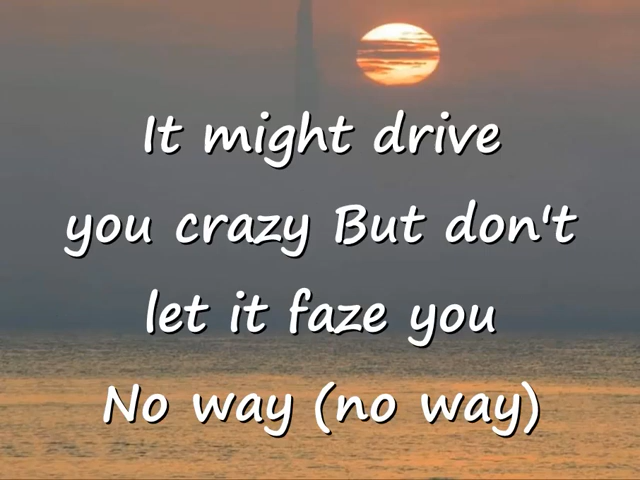 It might drive
you crazy But don't
let it faze you
No way (no way)